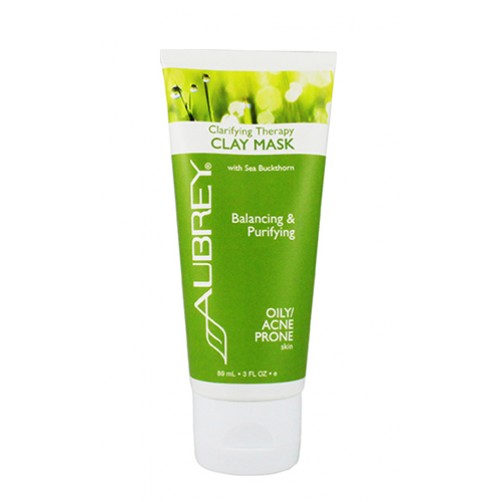 Clarifying Therapy
CLAY MASK
with Sea Buckthorn
AUBREY®
Balancing &
Purifying
OILY/
ACNE
PRONE
skin
89 mL • 3 FL OZ • e